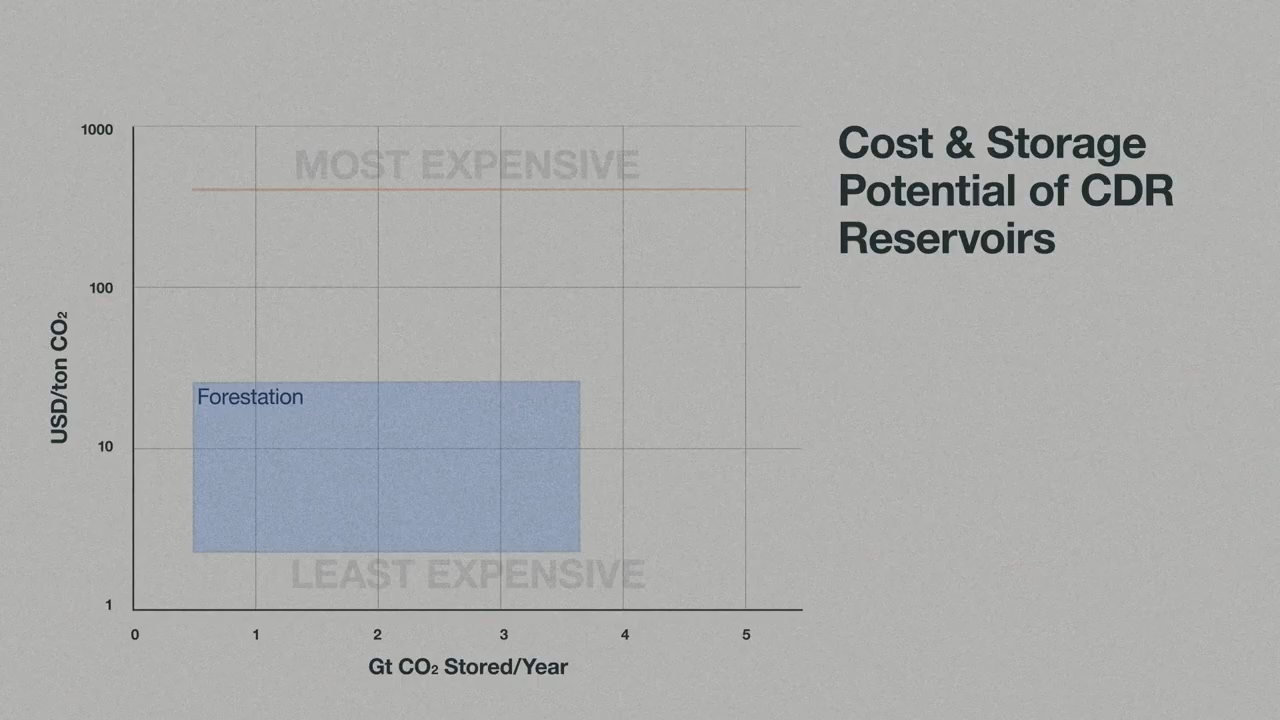 Cost & Storage
Potential of CDR
Reservoirs
1000
100
10
1
USD/ton CO₂
MOST EXPENSIVE
Forestation
LEAST EXPENSIVE
0
1
2
3
4
5
Gt CO₂ Stored/Year